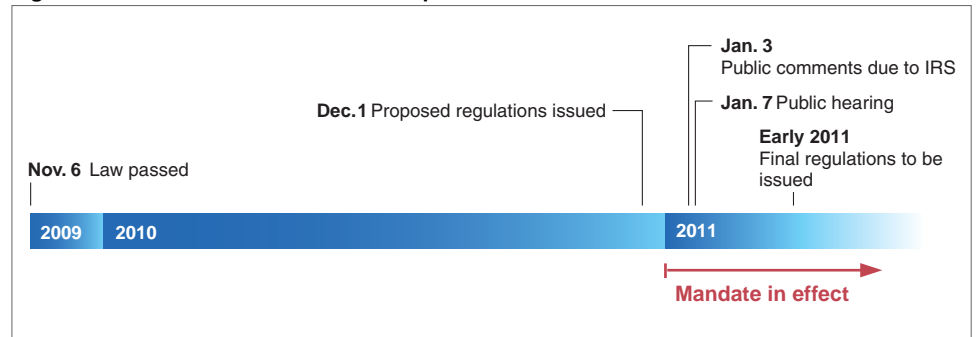 Jan. 3
Public comments due to IRS
Dec.1 Proposed regulations issued
Jan. 7 Public hearing
Early 2011
Final regulations to be
issued
Nov. 6 Law passed
2009
2010
2011
Mandate in effect